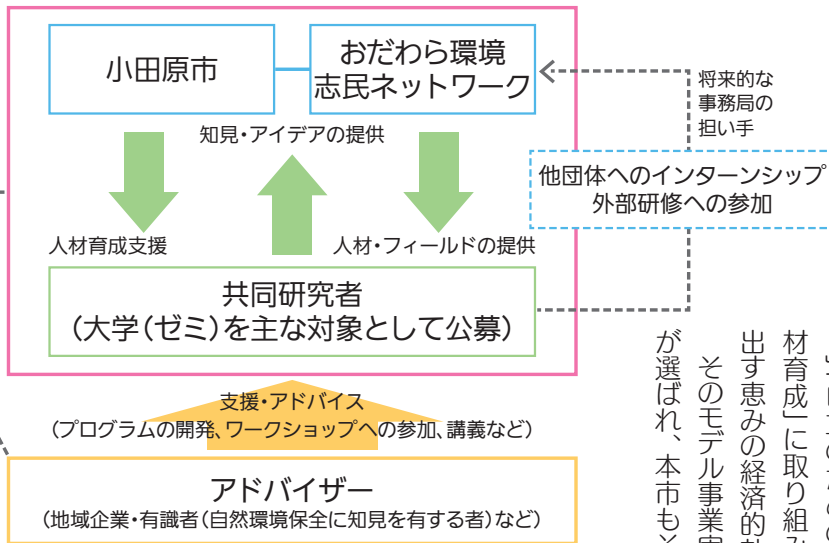 小田原市
おだわら環境
志民ネットワーク
知見・アイデアの提供
人材育成支援
人材・フィールドの提供
共同研究者
（大学（ゼミ）を主な対象として公募）
将来的な
事務局の
担い手
他団体へのインターンシップ
外部研修への参加
支援・アドバイス
（プログラムの開発、ワークショップへの参加、講義など）
アドバイザー
（地域企業・有識者（自然環境保全に知見を有する者）など）
材育成」に取り組み
出す恵みの経済的
そのモデル事業実
が選ばれ、本市も